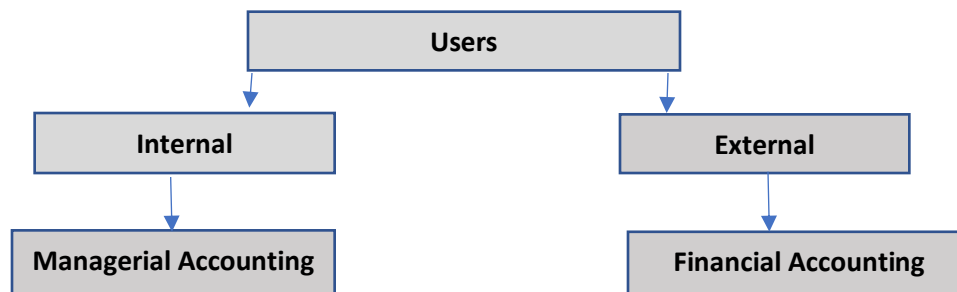 Users
Internal
External
Managerial Accounting
Financial Accounting